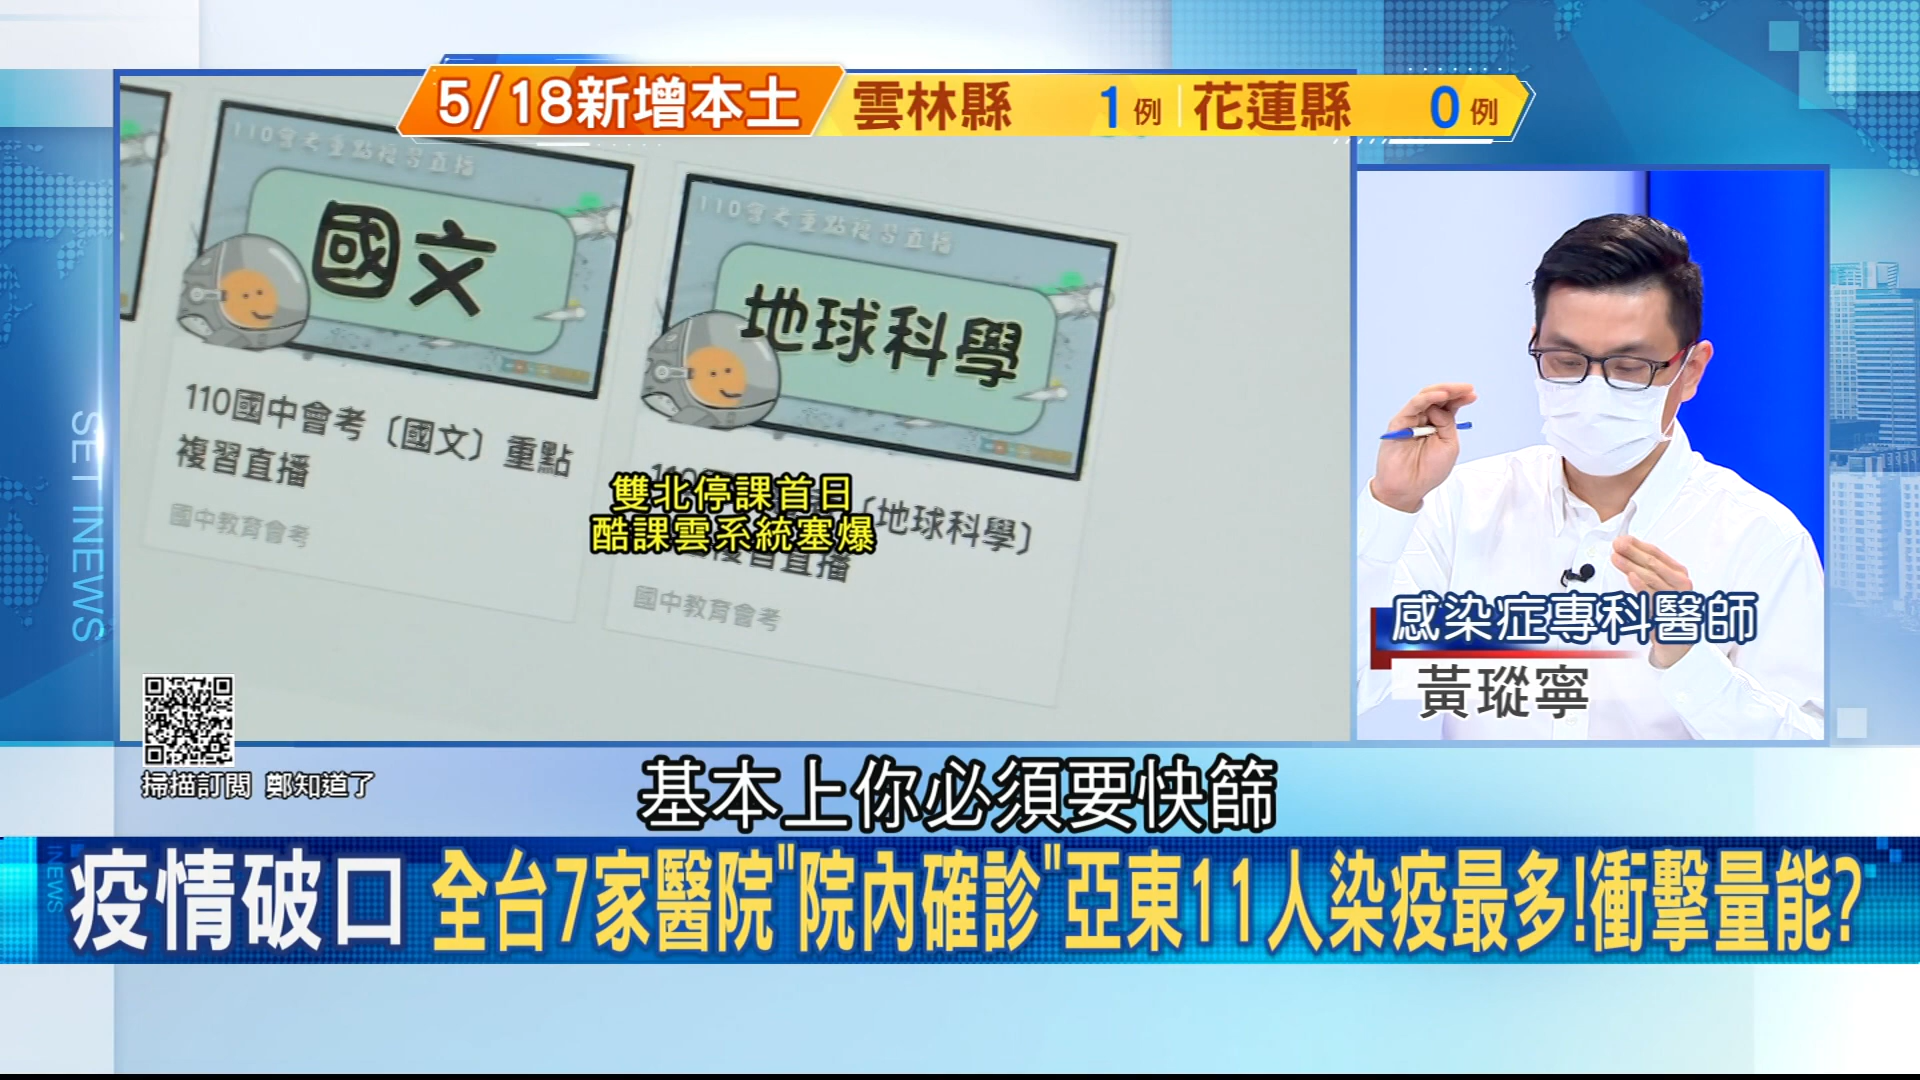 5/18新增本土 雲林縣 1例 花蓮縣 0例
110會考重點複習直播
國文
110國中會考〔國文〕重點
複習直播
國中教育會考
110會考重點複習直播
地球科學
〔地球科學〕
複習直播
國中教育會考
雙北停課首日
酷課雲系統塞爆
SET iNEWS
感染症專科醫師
黃瑽寧
掃描訂閱 鄭知道了
基本上你必須要快篩
iNEWS
疫情破口 全台7家醫院"院內確診"亞東11人染疫最多!衝擊量能?